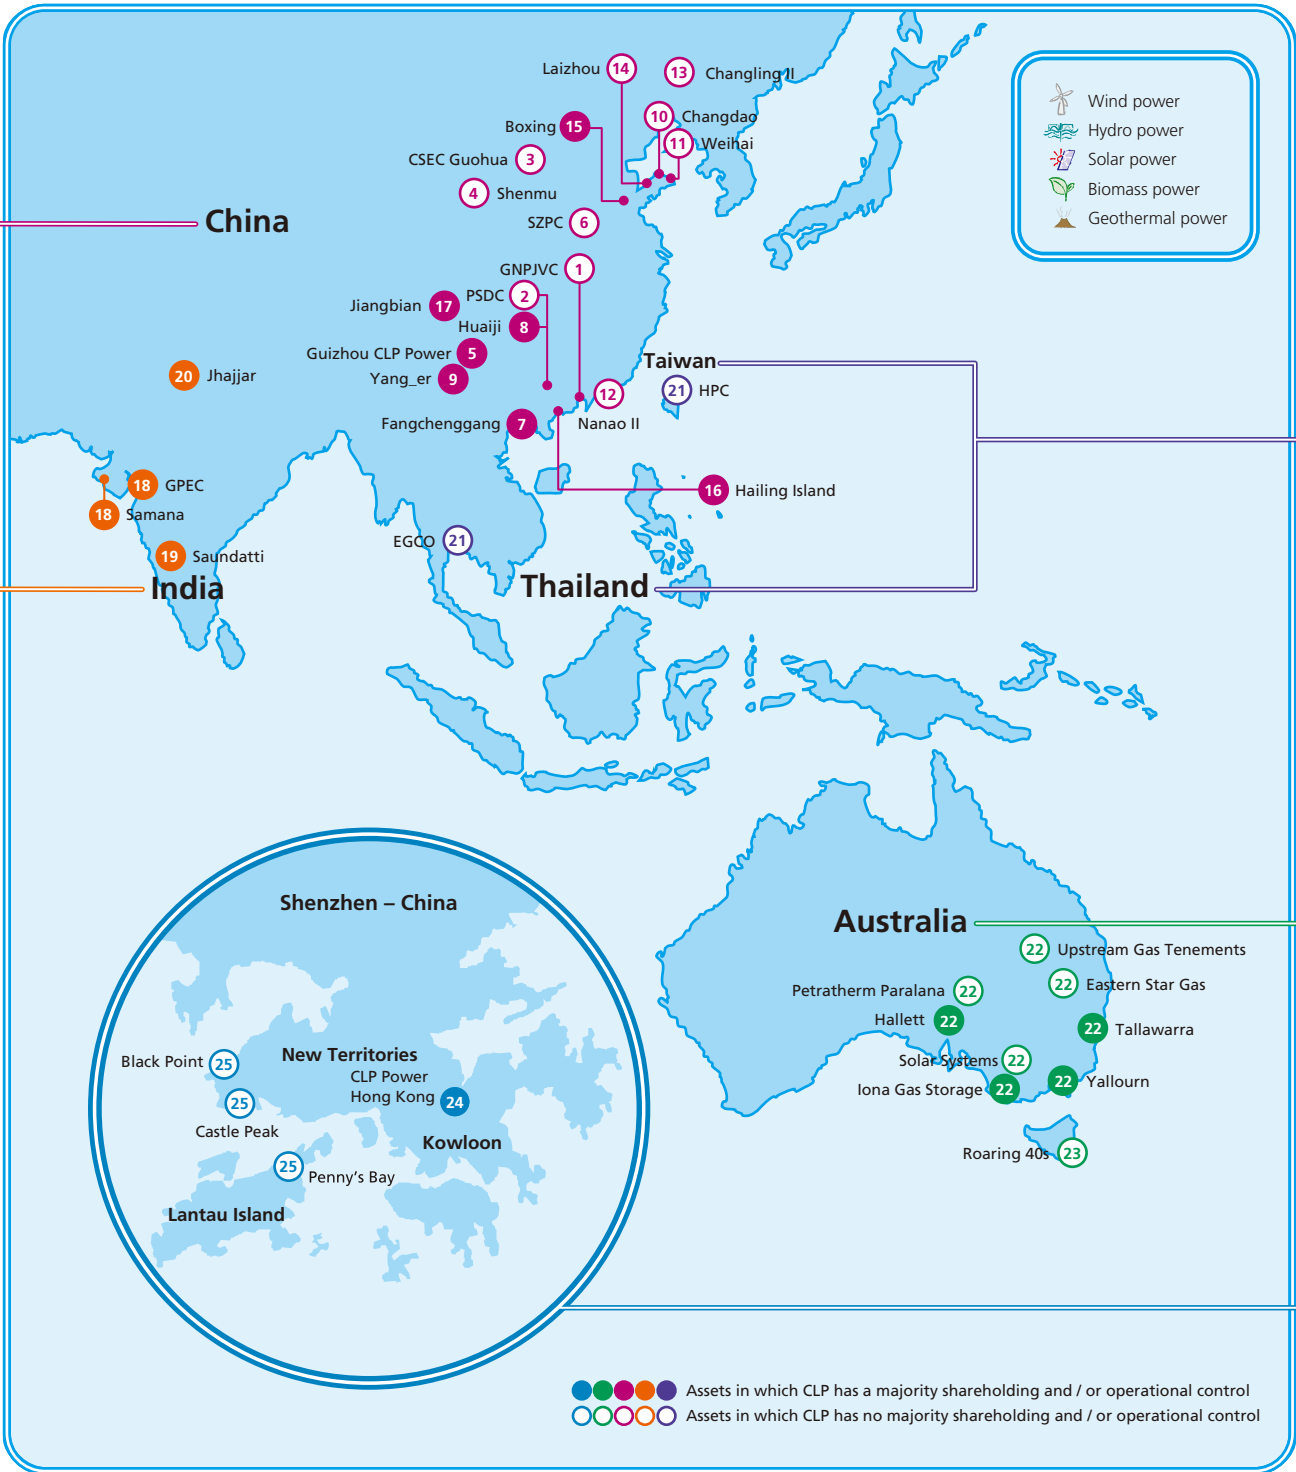 Laizhou 14
13 Changling II
10 Changdao
Boxing 15
11 Weihai
CSEC Guohua 3
4 Shenmu
SZPC 6
China
GNPJVC 1
PSDC 2
Jiangbian 17
Huaiji 8
Guizhou CLP Power 5
Yang_er 9
20 Jhajjar
12
Nanao II
Fangchenggang 7
Taiwan
21 HPC
16 Hailing Island
18 GPEC
18 Samana
EGCO 21
19 Saundatti
India
Thailand
Wind power
Hydro power
Solar power
Biomass power
Geothermal power
Australia
22 Upstream Gas Tenements
22 Eastern Star Gas
Petratherm Paralana 22
Hallett 22
22 Tallawarra
Solar Systems 22
Iona Gas Storage 22
22 Yallourn
Roaring 40s 23
Shenzhen – China
New Territories
CLP Power
Hong Kong 24
Black Point 25
25
Castle Peak
Kowloon
25
Penny's Bay
Lantau Island
Assets in which CLP has a majority shareholding and / or operational control
Assets in which CLP has no majority shareholding and / or operational control